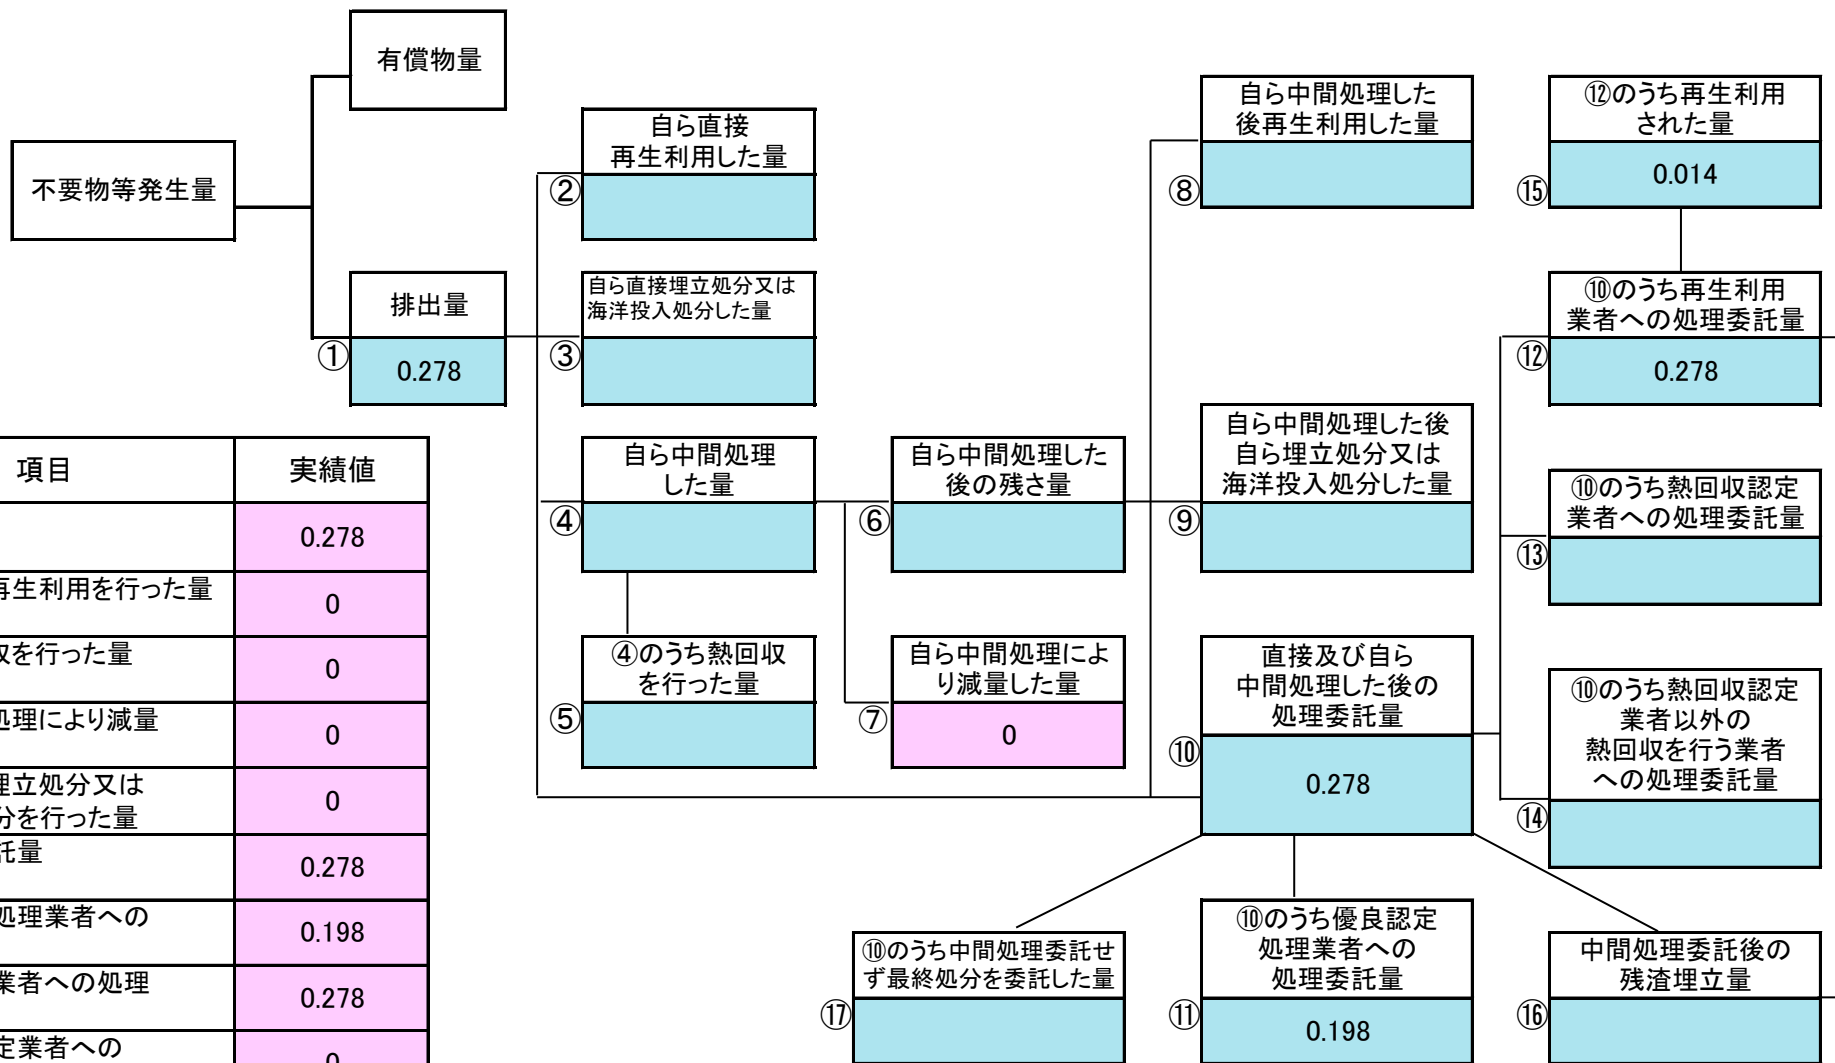 有償物量
不要物等発生量
排出量
①
0.278
自ら直接
再生利用した量
②
自ら直接埋立処分又は
海洋投入処分した量
③
自ら中間処理
した量
④
④のうち熱回収
を行った量
⑤
自ら中間処理した
後の残さ量
⑥
自ら中間処理によ
り減量した量
⑦
0
自ら中間処理した
後再生利用した量
⑧
自ら中間処理した後
自ら埋立処分又は
海洋投入処分した量
⑨
直接及び自ら
中間処理した後の
処理委託量
⑩
0.278
⑫のうち再生利用
された量
⑮
0.014
⑩のうち再生利用
業者への処理委託量
⑫
0.278
⑩のうち熱回収認定
業者への処理委託量
⑬
⑩のうち熱回収認定
業者以外の
熱回収を行う業者
への処理委託量
⑭
⑩のうち中間処理委託せ
ず最終処分を委託した量
⑰
⑩のうち優良認定
処理業者への
処理委託量
⑪
0.198
中間処理委託後の
残渣埋立量
⑯
項目 実績値
0.278
再生利用を行った量 0
を行った量 0
処理により減量 0
埋立処分又は
分を行った量 0
託量 0.278
処理業者への 0.198
業者への処理 0.278
定業者への
0